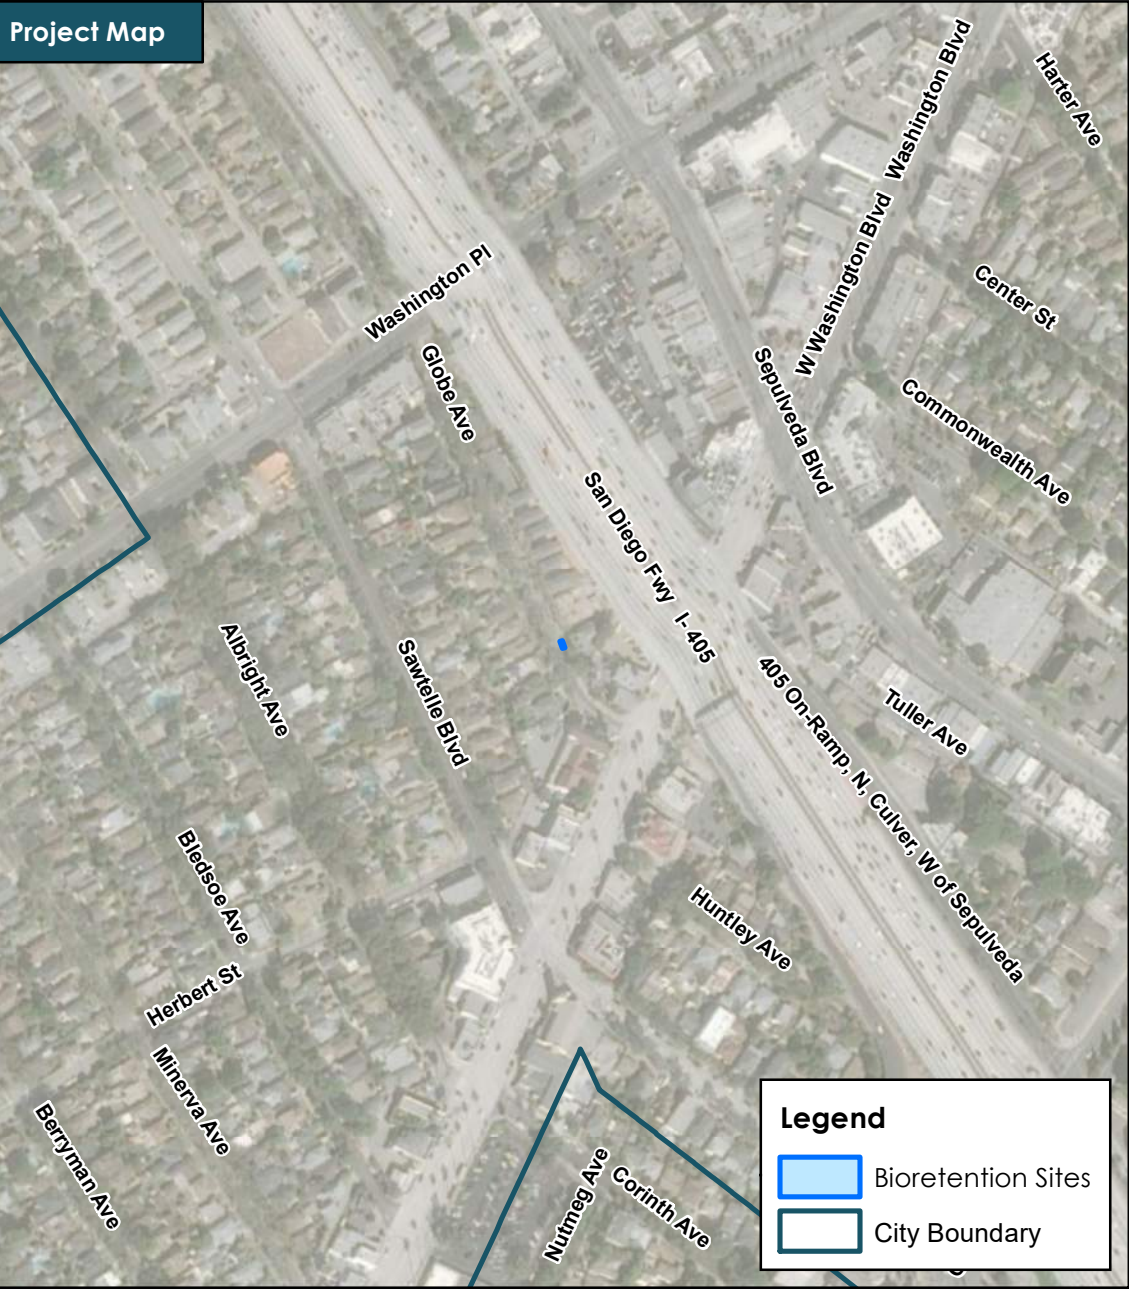 Project Map
Washington Blvd
Harter Ave
W Washington Blvd
Washington Pl
Center St
Globe Ave
Sepulveda Blvd
Commonwealth Ave
San Diego Fwy
I- 405
Albright Ave
Sawtelle Blvd
405 On-Ramp, N, Culver, W of Sepulveda
Tuller Ave
Bledsoe Ave
Huntley Ave
Herbert St
Minerva Ave
Berryman Ave
Nutmeg Ave
Corinth Ave
Legend
Bioretention Sites
City Boundary